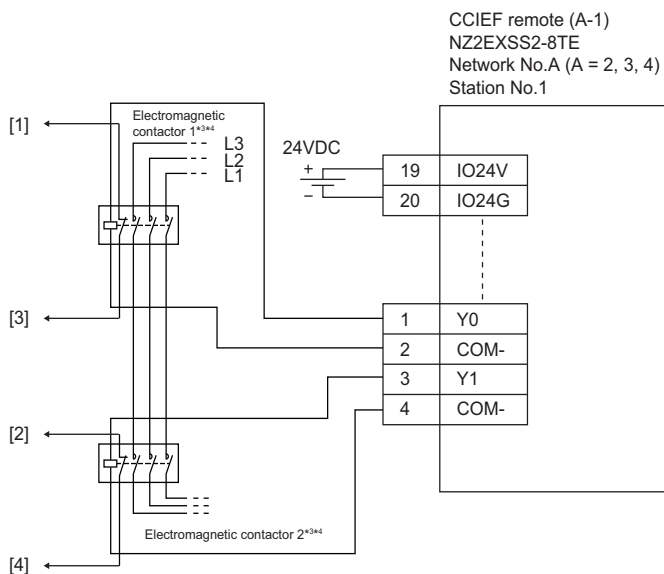 CCIEF remote (A-1)
NZ2EXSS2-8TE
Network No.A (A = 2, 3, 4)
Station No.1
[1]
Electromagnetic
contactor 1*3*4
L3
L2
L1
24VDC
+
−
19 IO24V
20 IO24G
[3]
1 Y0
2 COM-
3 Y1
4 COM-
[2]
Electromagnetic contactor 2*3*4
[4]